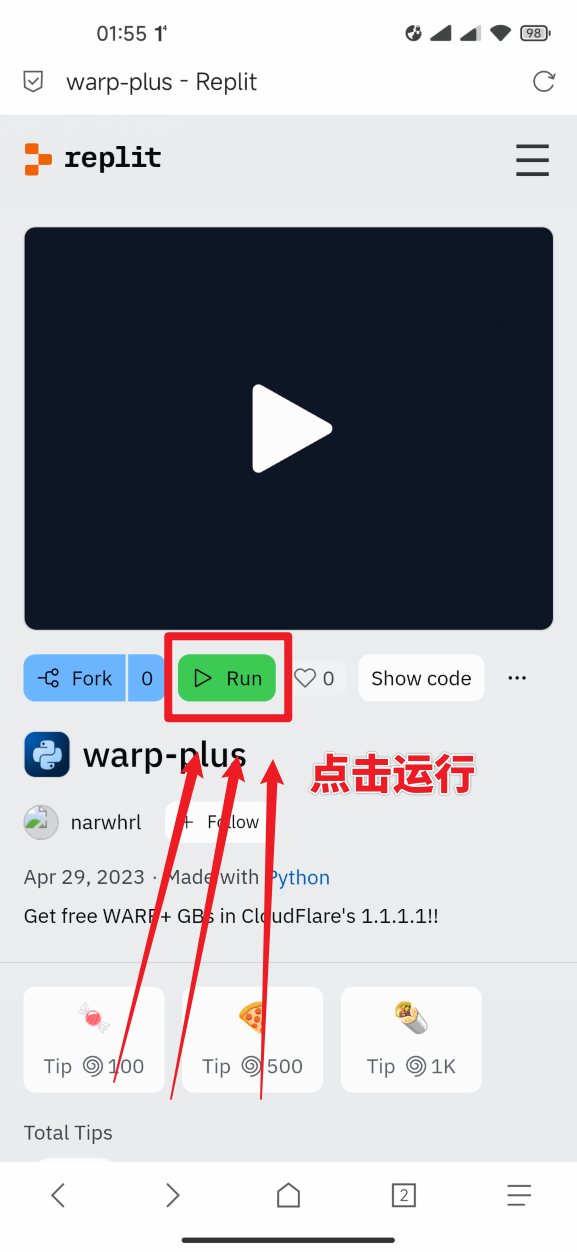 01:55
98
warp-plus - Replit
replit
Fork 0 Run 0 Show code ···
warp-plus
点击运行
narwhrl + Follow
Apr 29, 2023 · Made with Python
Get free WARP+ GBs in CloudFlare's 1.1.1.1!!
Tip 100 Tip 500 Tip 1K
Total Tips
2